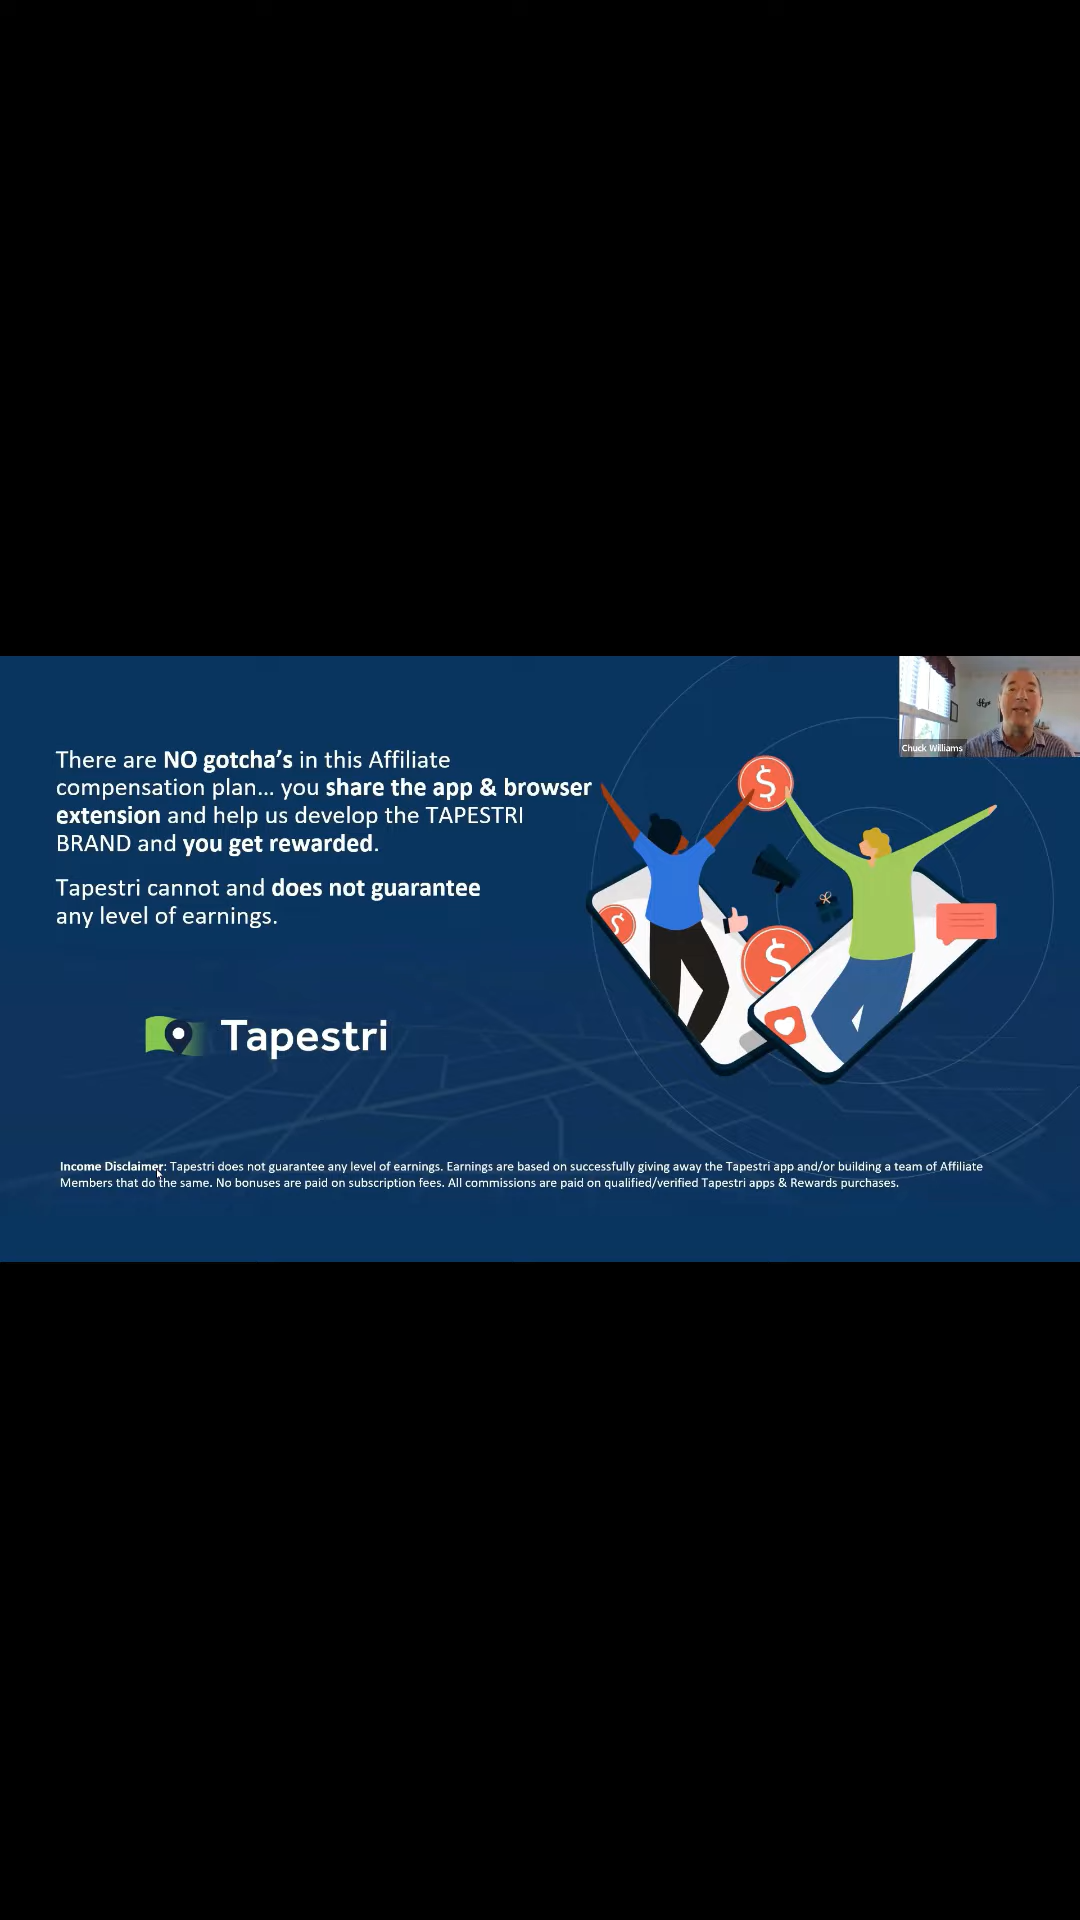 Chuck Williams
There are NO gotcha's in this Affiliate
compensation plan... you share the app & browser
extension and help us develop the TAPESTRI
BRAND and you get rewarded.
Tapestri cannot and does not guarantee
any level of earnings.
$
$
$
Tapestri
Income Disclaimer: Tapestri does not guarantee any level of earnings. Earnings are based on successfully giving away the Tapestri app and/or building a team of Affiliate
Members that do the same. No bonuses are paid on subscription fees. All commissions are paid on qualified/verified Tapestri apps & Rewards purchases.